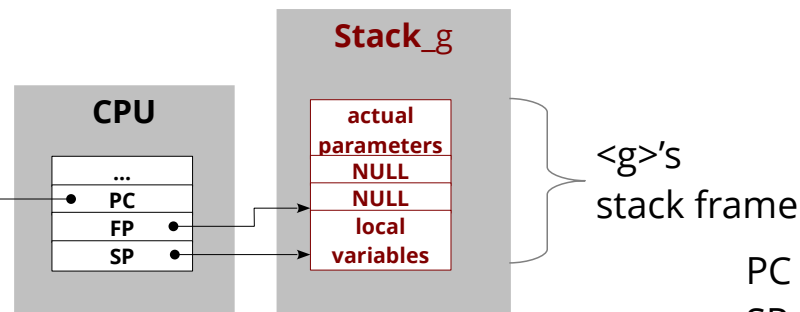 Stack_g
CPU
actual
parameters
NULL
NULL
local
variables
...
PC
FP
SP
<g>'s
stack frame
PC